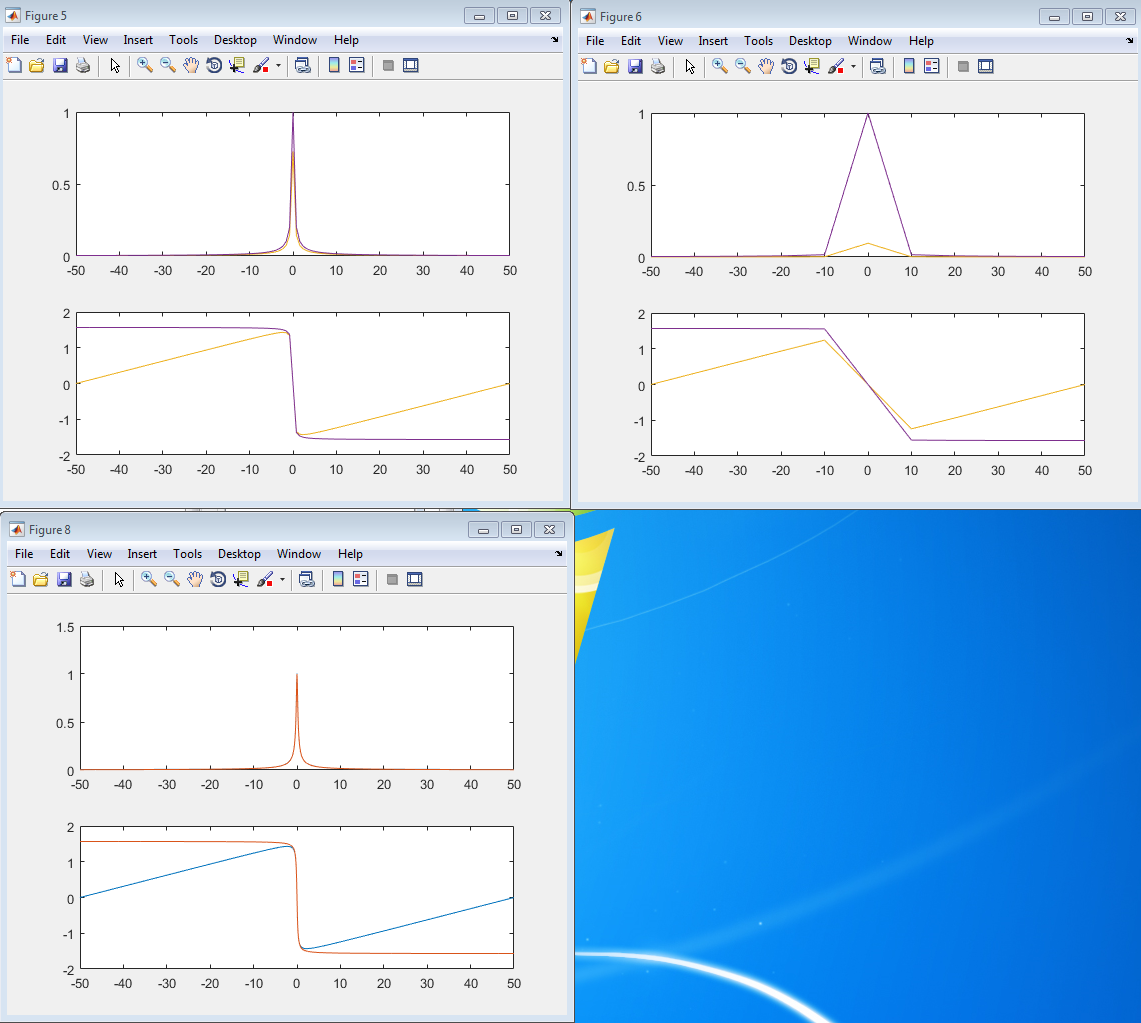 Figure 5
File Edit View Insert Tools Desktop Window Help
1
0.5
0
-50 -40 -30 -20 -10 0 10 20 30 40 50
2
1
0
-1
-2
-50 -40 -30 -20 -10 0 10 20 30 40 50
Figure 6
File Edit View Insert Tools Desktop Window Help
1
0.5
0
-50 -40 -30 -20 -10 0 10 20 30 40 50
2
1
0
-1
-2
-50 -40 -30 -20 -10 0 10 20 30 40 50
Figure 8
File Edit View Insert Tools Desktop Window Help
1.5
1
0.5
0
-50 -40 -30 -20 -10 0 10 20 30 40 50
2
1
0
-1
-2
-50 -40 -30 -20 -10 0 10 20 30 40 50